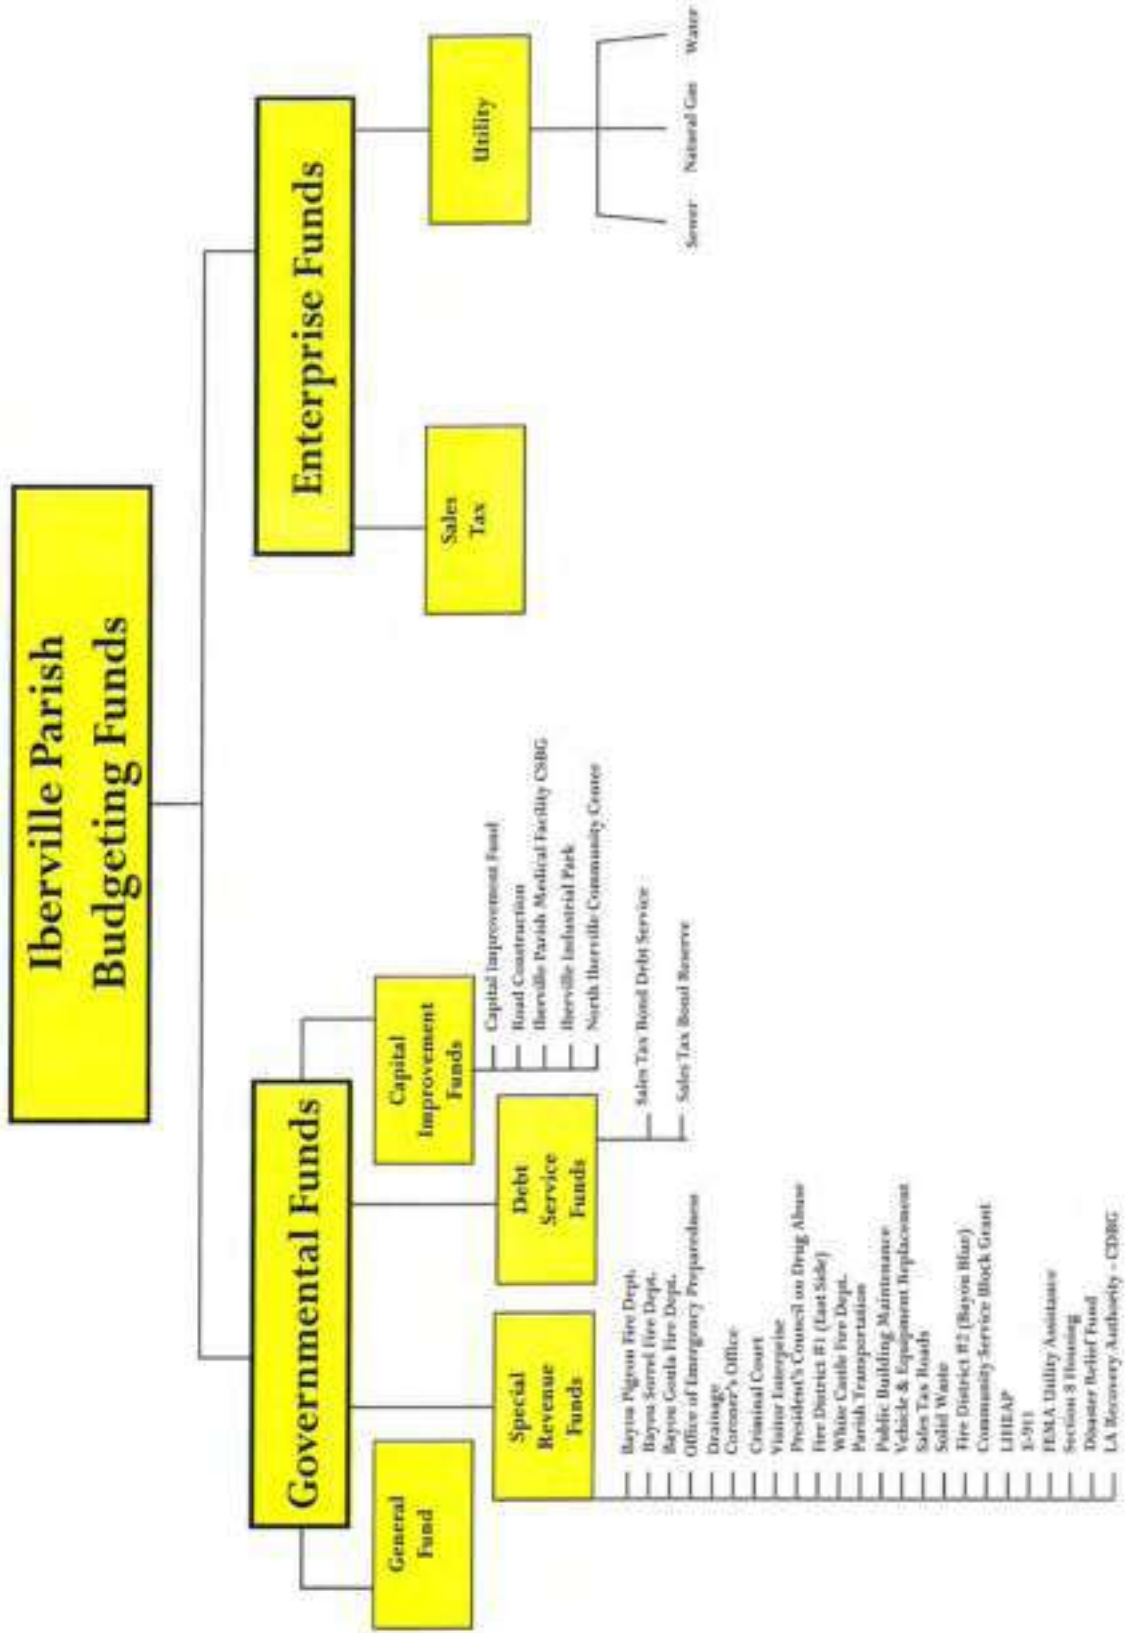 Iberville Parish
Budgeting Funds
Governmental Funds
Enterprise Funds
General
Fund
Special
Revenue
Funds
Bayou Pigeon Fire Dept.
Bayou Sorrel Fire Dept.
Bayou Goula Fire Dept.
Office of Emergency Preparedness
Drainage
Coroner's Office
Criminal Court
Visitor Enterprise
President's Council on Drug Abuse
Fire District #1 (East Side)
White Castle Fire Dept.
Parish Transportation
Public Building Maintenance
Vehicle & Equipment Replacement
Sales Tax Roads
Solid Waste
Fire District #2 (Bayou Blue)
Community Service Block Grant
LIHEAP
E-911
FEMA Utility Assistance
Section 8 Housing
Disaster Relief Fund
LA Recovery Authority - CDBG
Debt
Service
Funds
Sales Tax Bond Debt Service
Sales Tax Bond Reserve
Capital
Improvement
Funds
Capital Improvement Fund
Road Construction
Iberville Parish Medical Facility CSBG
Iberville Industrial Park
North Iberville Community Center
Sales
Tax
Utility
Sewer
Natural Gas
Water